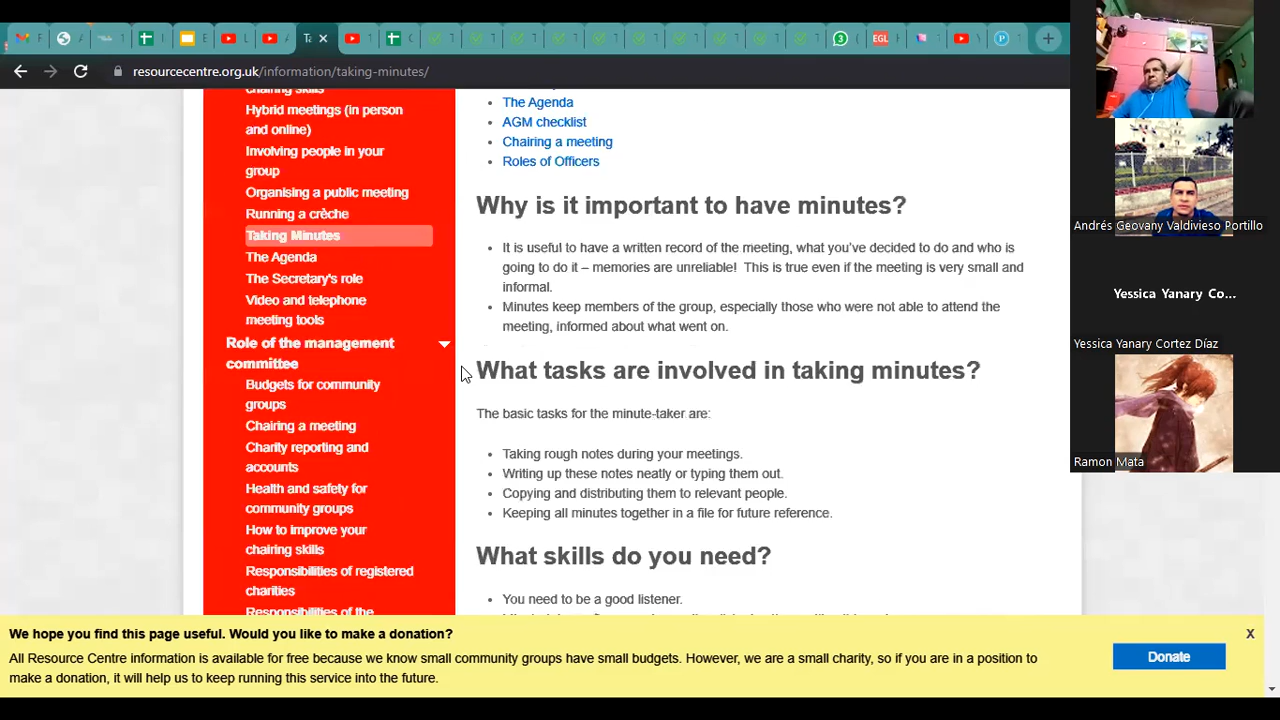 F
Ta
3
EGL
resourcecentre.org.uk/information/taking-minutes/
chairing skills
Hybrid meetings (in person
and online)
Involving people in your
group
Organising a public meeting
Running a crèche
Taking Minutes
The Agenda
The Secretary's role
Video and telephone
meeting tools
Role of the management
committee
Budgets for community
groups
Chairing a meeting
Charity reporting and
accounts
Health and safety for
community groups
How to improve your
chairing skills
Responsibilities of registered
charities
Responsibilities of the
The Agenda
AGM checklist
Chairing a meeting
Roles of Officers
Why is it important to have minutes?
It is useful to have a written record of the meeting, what you've decided to do and who is
going to do it – memories are unreliable! This is true even if the meeting is very small and
informal.
Minutes keep members of the group, especially those who were not able to attend the
meeting, informed about what went on.
What tasks are involved in taking minutes?
The basic tasks for the minute-taker are:
Taking rough notes during your meetings.
Writing up these notes neatly or typing them out.
Copying and distributing them to relevant people.
Keeping all minutes together in a file for future reference.
What skills do you need?
You need to be a good listener.
We hope you find this page useful. Would you like to make a donation?
X
All Resource Centre information is available for free because we know small community groups have small budgets. However, we are a small charity, so if you are in a position to
make a donation, it will help us to keep running this service into the future.
Donate
Andrés Geovany Valdivieso Portillo
Yessica Yanary Co...
Yessica Yanary Cortez Díaz
Ramon Mata